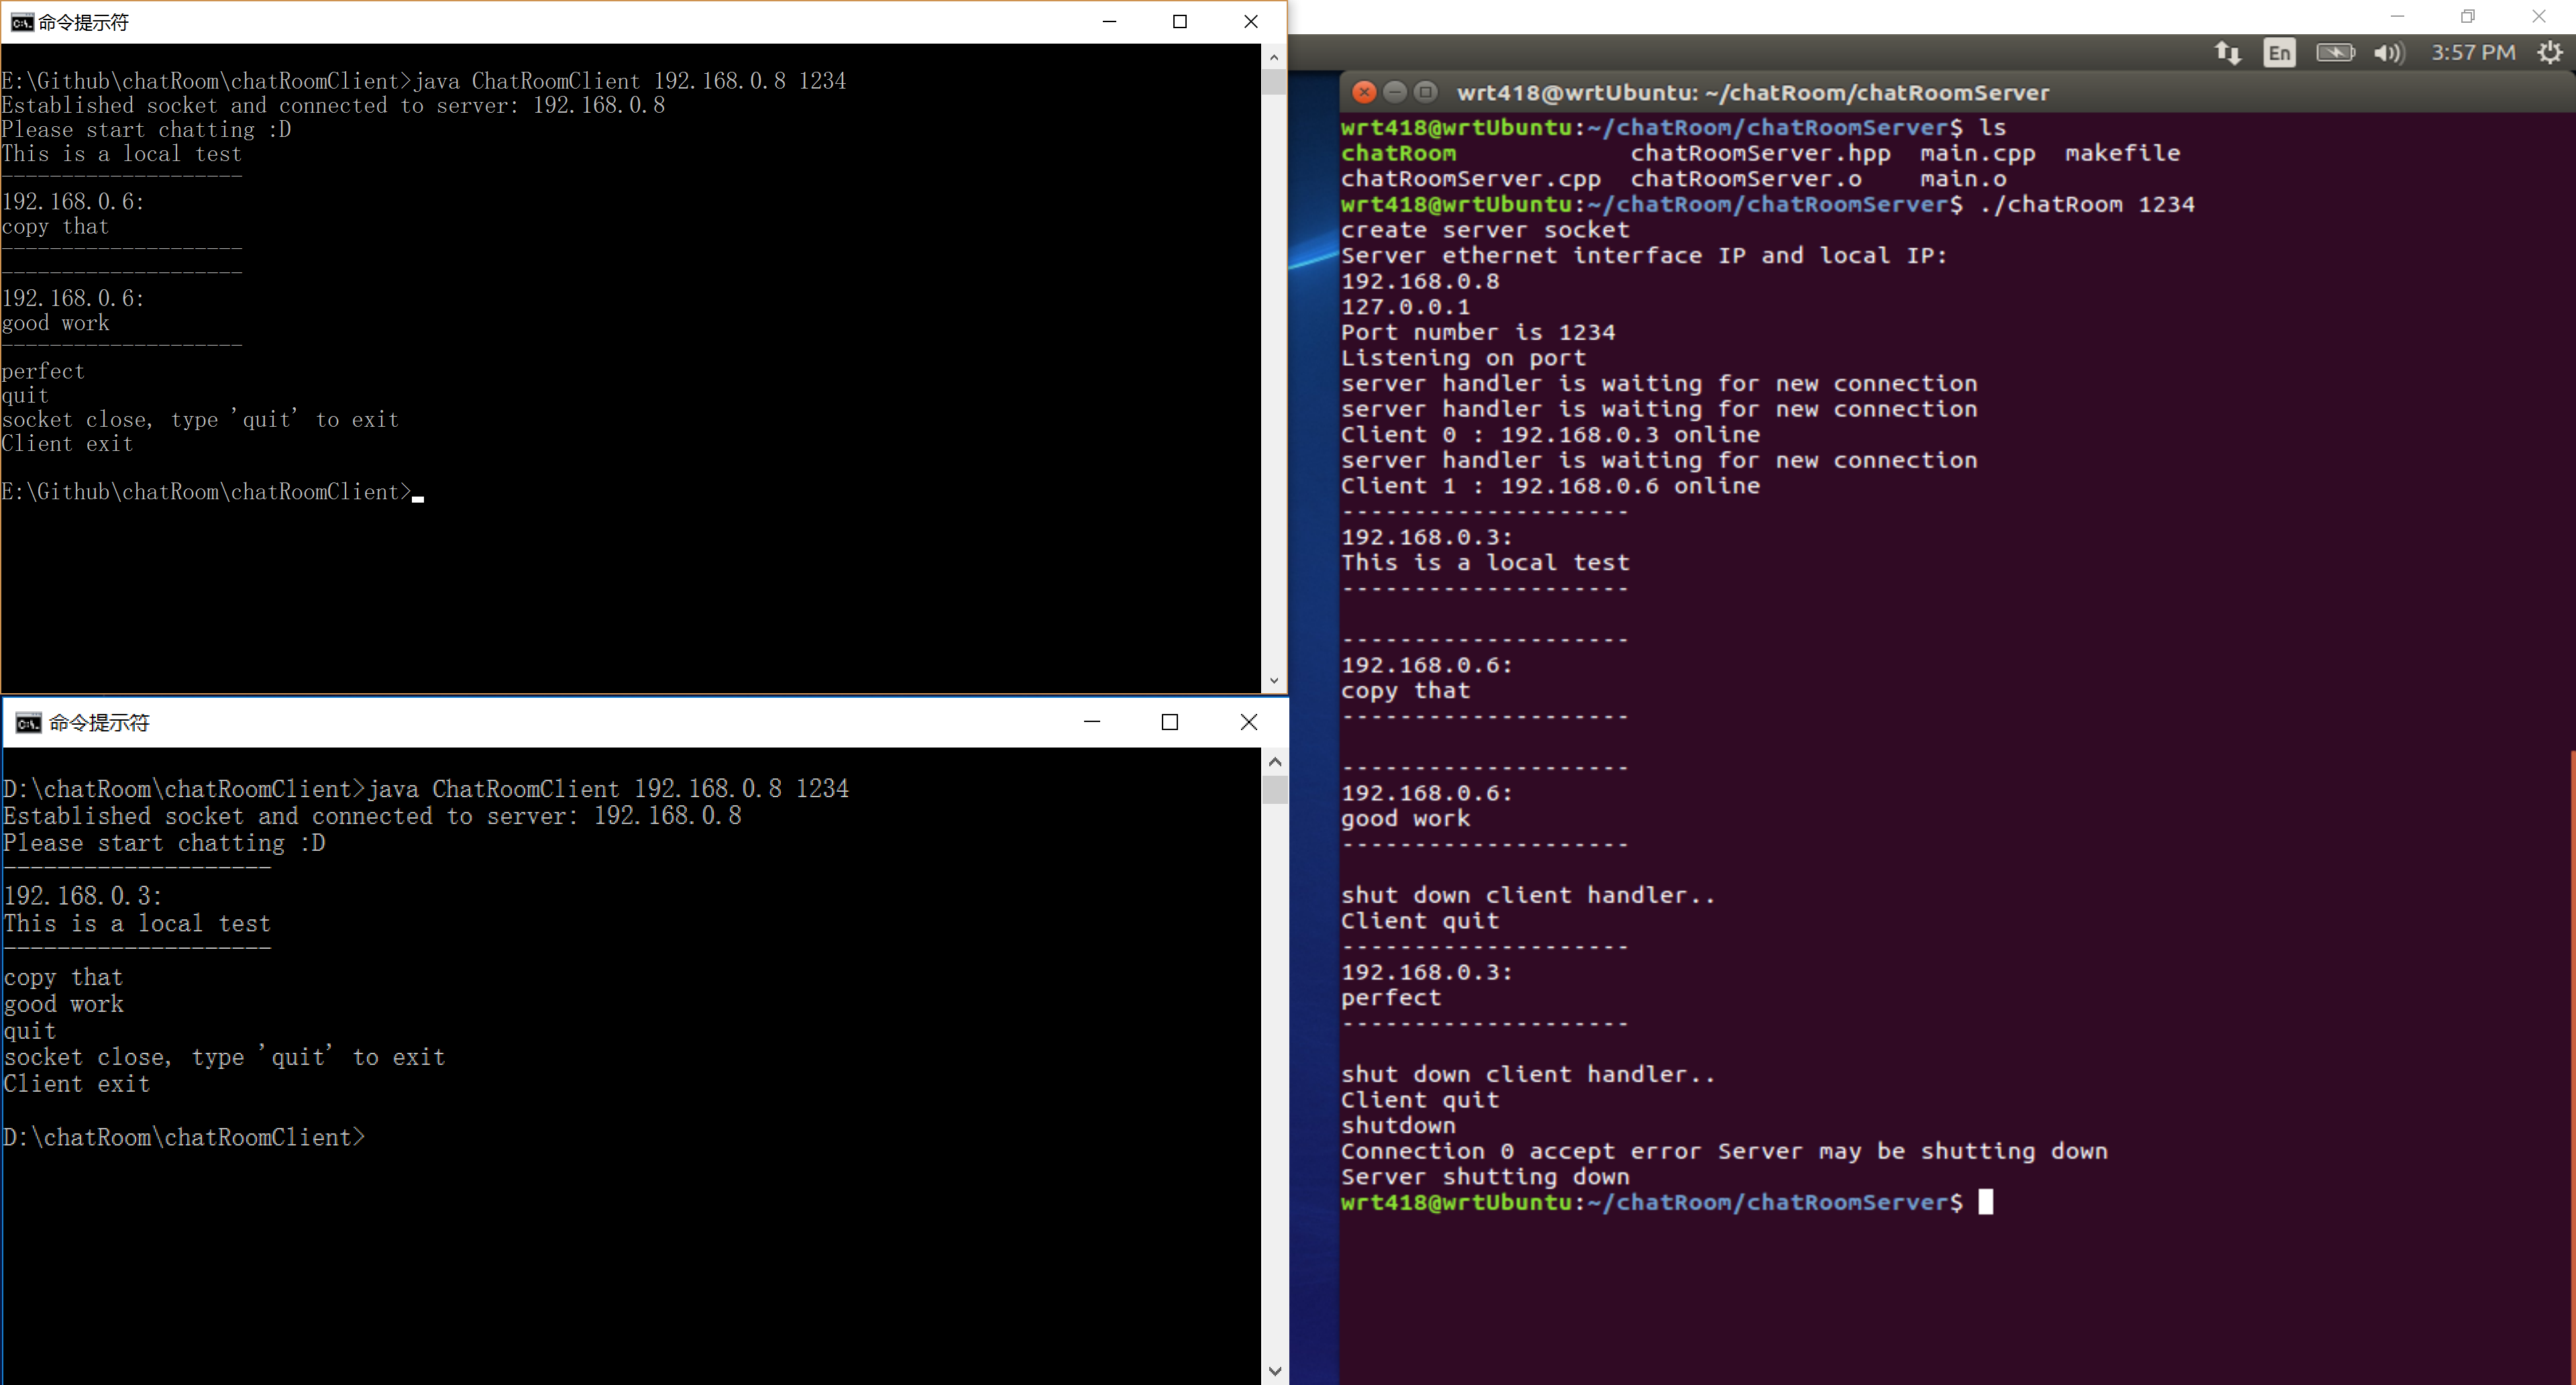 命令提示符
E:\Github\chatRoom\chatRoomClient>java ChatRoomClient 192.168.0.8 1234
Established socket and connected to server: 192.168.0.8
Please start chatting :D
This is a local test
--------------------
192.168.0.6:
copy that
--------------------
--------------------
192.168.0.6:
good work
--------------------
perfect
quit
socket close, type 'quit' to exit
Client exit
E:\Github\chatRoom\chatRoomClient>
命令提示符
D:\chatRoom\chatRoomClient>java ChatRoomClient 192.168.0.8 1234
Established socket and connected to server: 192.168.0.8
Please start chatting :D
--------------------
192.168.0.3:
This is a local test
--------------------
copy that
good work
quit
socket close, type 'quit' to exit
Client exit
D:\chatRoom\chatRoomClient>
En 3:57 PM
wrt418@wrtUbuntu: ~/chatRoom/chatRoomServer
wrt418@wrtUbuntu:~/chatRoom/chatRoomServer$ ls
chatRoom chatRoomServer.hpp main.cpp makefile
chatRoomServer.cpp chatRoomServer.o main.o
wrt418@wrtUbuntu:~/chatRoom/chatRoomServer$ ./chatRoom 1234
create server socket
Server ethernet interface IP and local IP:
192.168.0.8
127.0.0.1
Port number is 1234
Listening on port
server handler is waiting for new connection
server handler is waiting for new connection
Client 0 : 192.168.0.3 online
server handler is waiting for new connection
Client 1 : 192.168.0.6 online
--------------------
192.168.0.3:
This is a local test
--------------------
--------------------
192.168.0.6:
copy that
--------------------
--------------------
192.168.0.6:
good work
--------------------
shut down client handler..
Client quit
--------------------
192.168.0.3:
perfect
--------------------
shut down client handler..
Client quit
shutdown
Connection 0 accept error Server may be shutting down
Server shutting down
wrt418@wrtUbuntu:~/chatRoom/chatRoomServer$